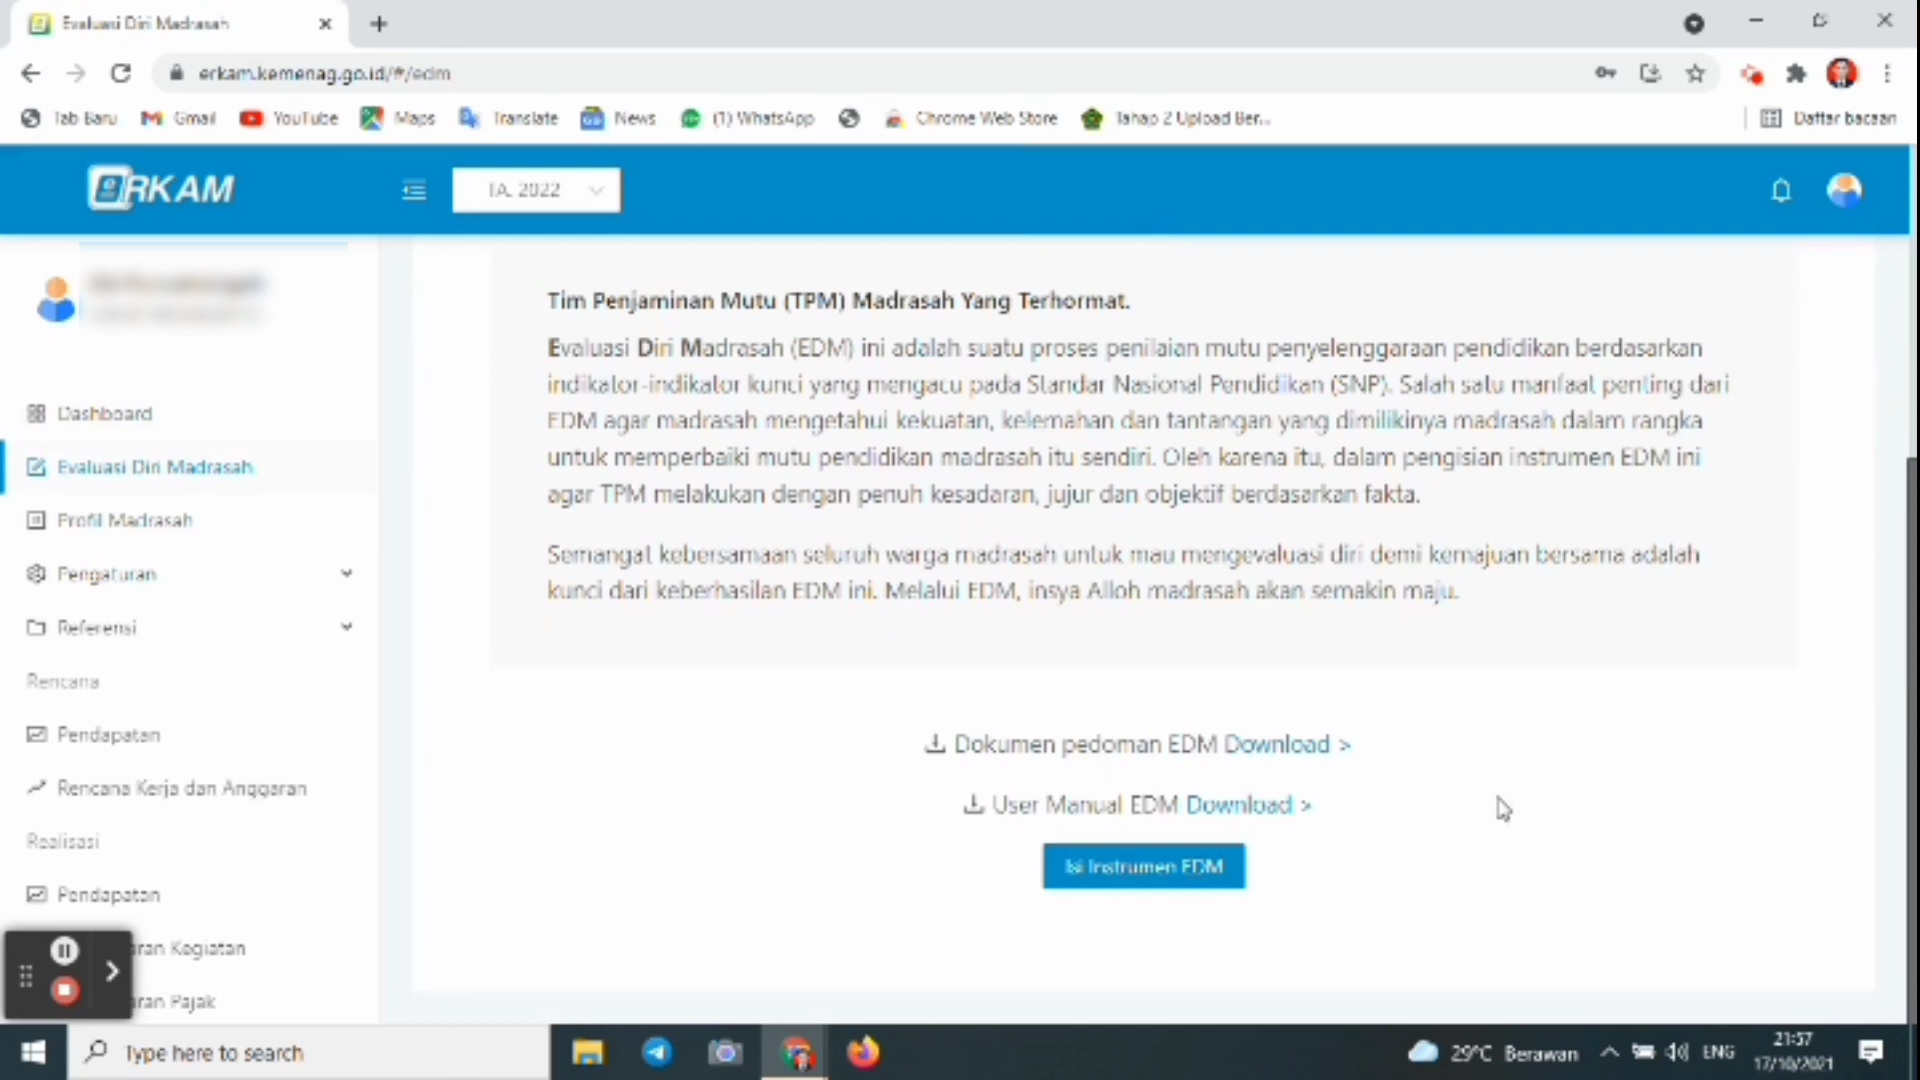 Evaluasi Diri Madrasah
erkam.kemenag.go.id/#/edm
Tab Baru Gmail YouTube Maps Translate News (1) WhatsApp Chrome Web Store Tahap 2 Upload Ber... Daftar bacaan
eRKAM TA. 2022
Tim Penjaminan Mutu (TPM) Madrasah Yang Terhormat.
Evaluasi Diri Madrasah (EDM) ini adalah suatu proses penilaian mutu penyelenggaraan pendidikan berdasarkan
indikator-indikator kunci yang mengacu pada Standar Nasional Pendidikan (SNP). Salah satu manfaat penting dari
EDM agar madrasah mengetahui kekuatan, kelemahan dan tantangan yang dimilikinya madrasah dalam rangka
untuk memperbaiki mutu pendidikan madrasah itu sendiri. Oleh karena itu, dalam pengisian instrumen EDM ini
agar TPM melakukan dengan penuh kesadaran, jujur dan objektif berdasarkan fakta.
Semangat kebersamaan seluruh warga madrasah untuk mau mengevaluasi diri demi kemajuan bersama adalah
kunci dari keberhasilan EDM ini. Melalui EDM, insya Alloh madrasah akan semakin maju.
Dokumen pedoman EDM Download >
User Manual EDM Download >
Isi Instrumen EDM
Dashboard
Evaluasi Diri Madrasah
Profil Madrasah
Pengaturan
Referensi
Rencana
Pendapatan
Rencana Kerja dan Anggaran
Realisasi
Pendapatan
aran Kegiatan
aran Pajak
Type here to search
29°C Berawan
ENG
21:57
17/10/2021